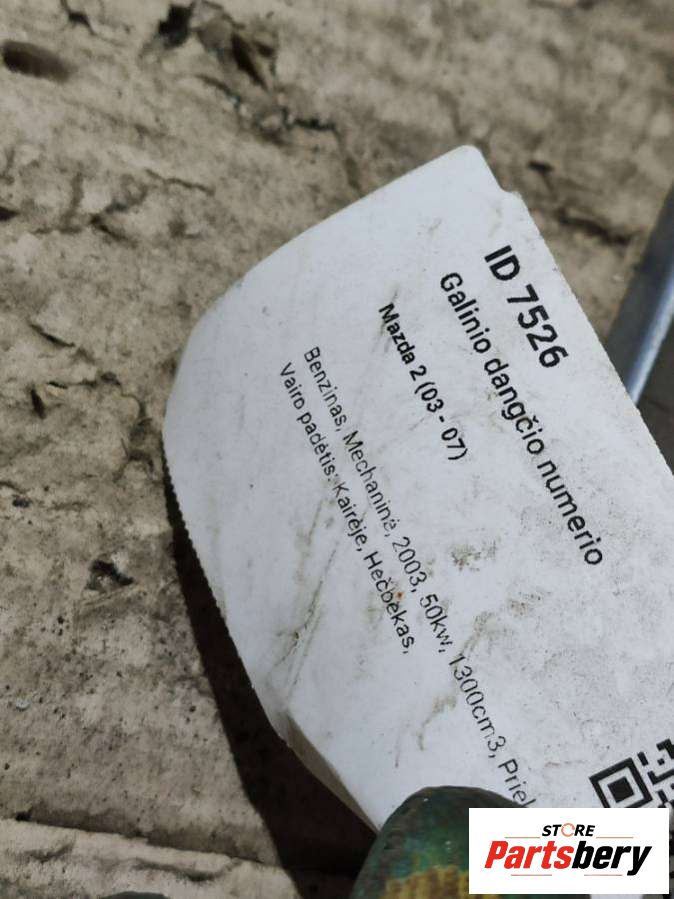 ID 7526
Galinio dangčio numerio
Mazda 2 (03 - 07)
Benzinas, Mechaninė, 2003, 50kw, 1300cm3, Priek
Vairo padėtis: Kairėje, Hečbekas,
STORE
Partsbery